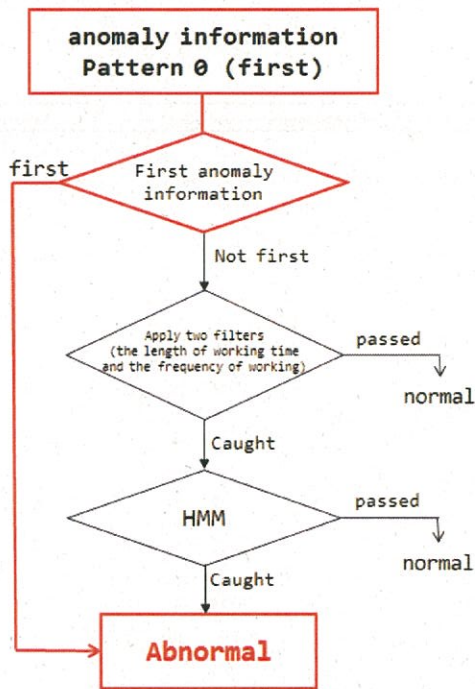 anomaly information
Pattern 0 (first)
first
First anomaly
information
Not first
Apply two filters
(the length of working time
and the frequency of working)
passed
normal
Caught
HMM
passed
normal
Caught
Abnormal